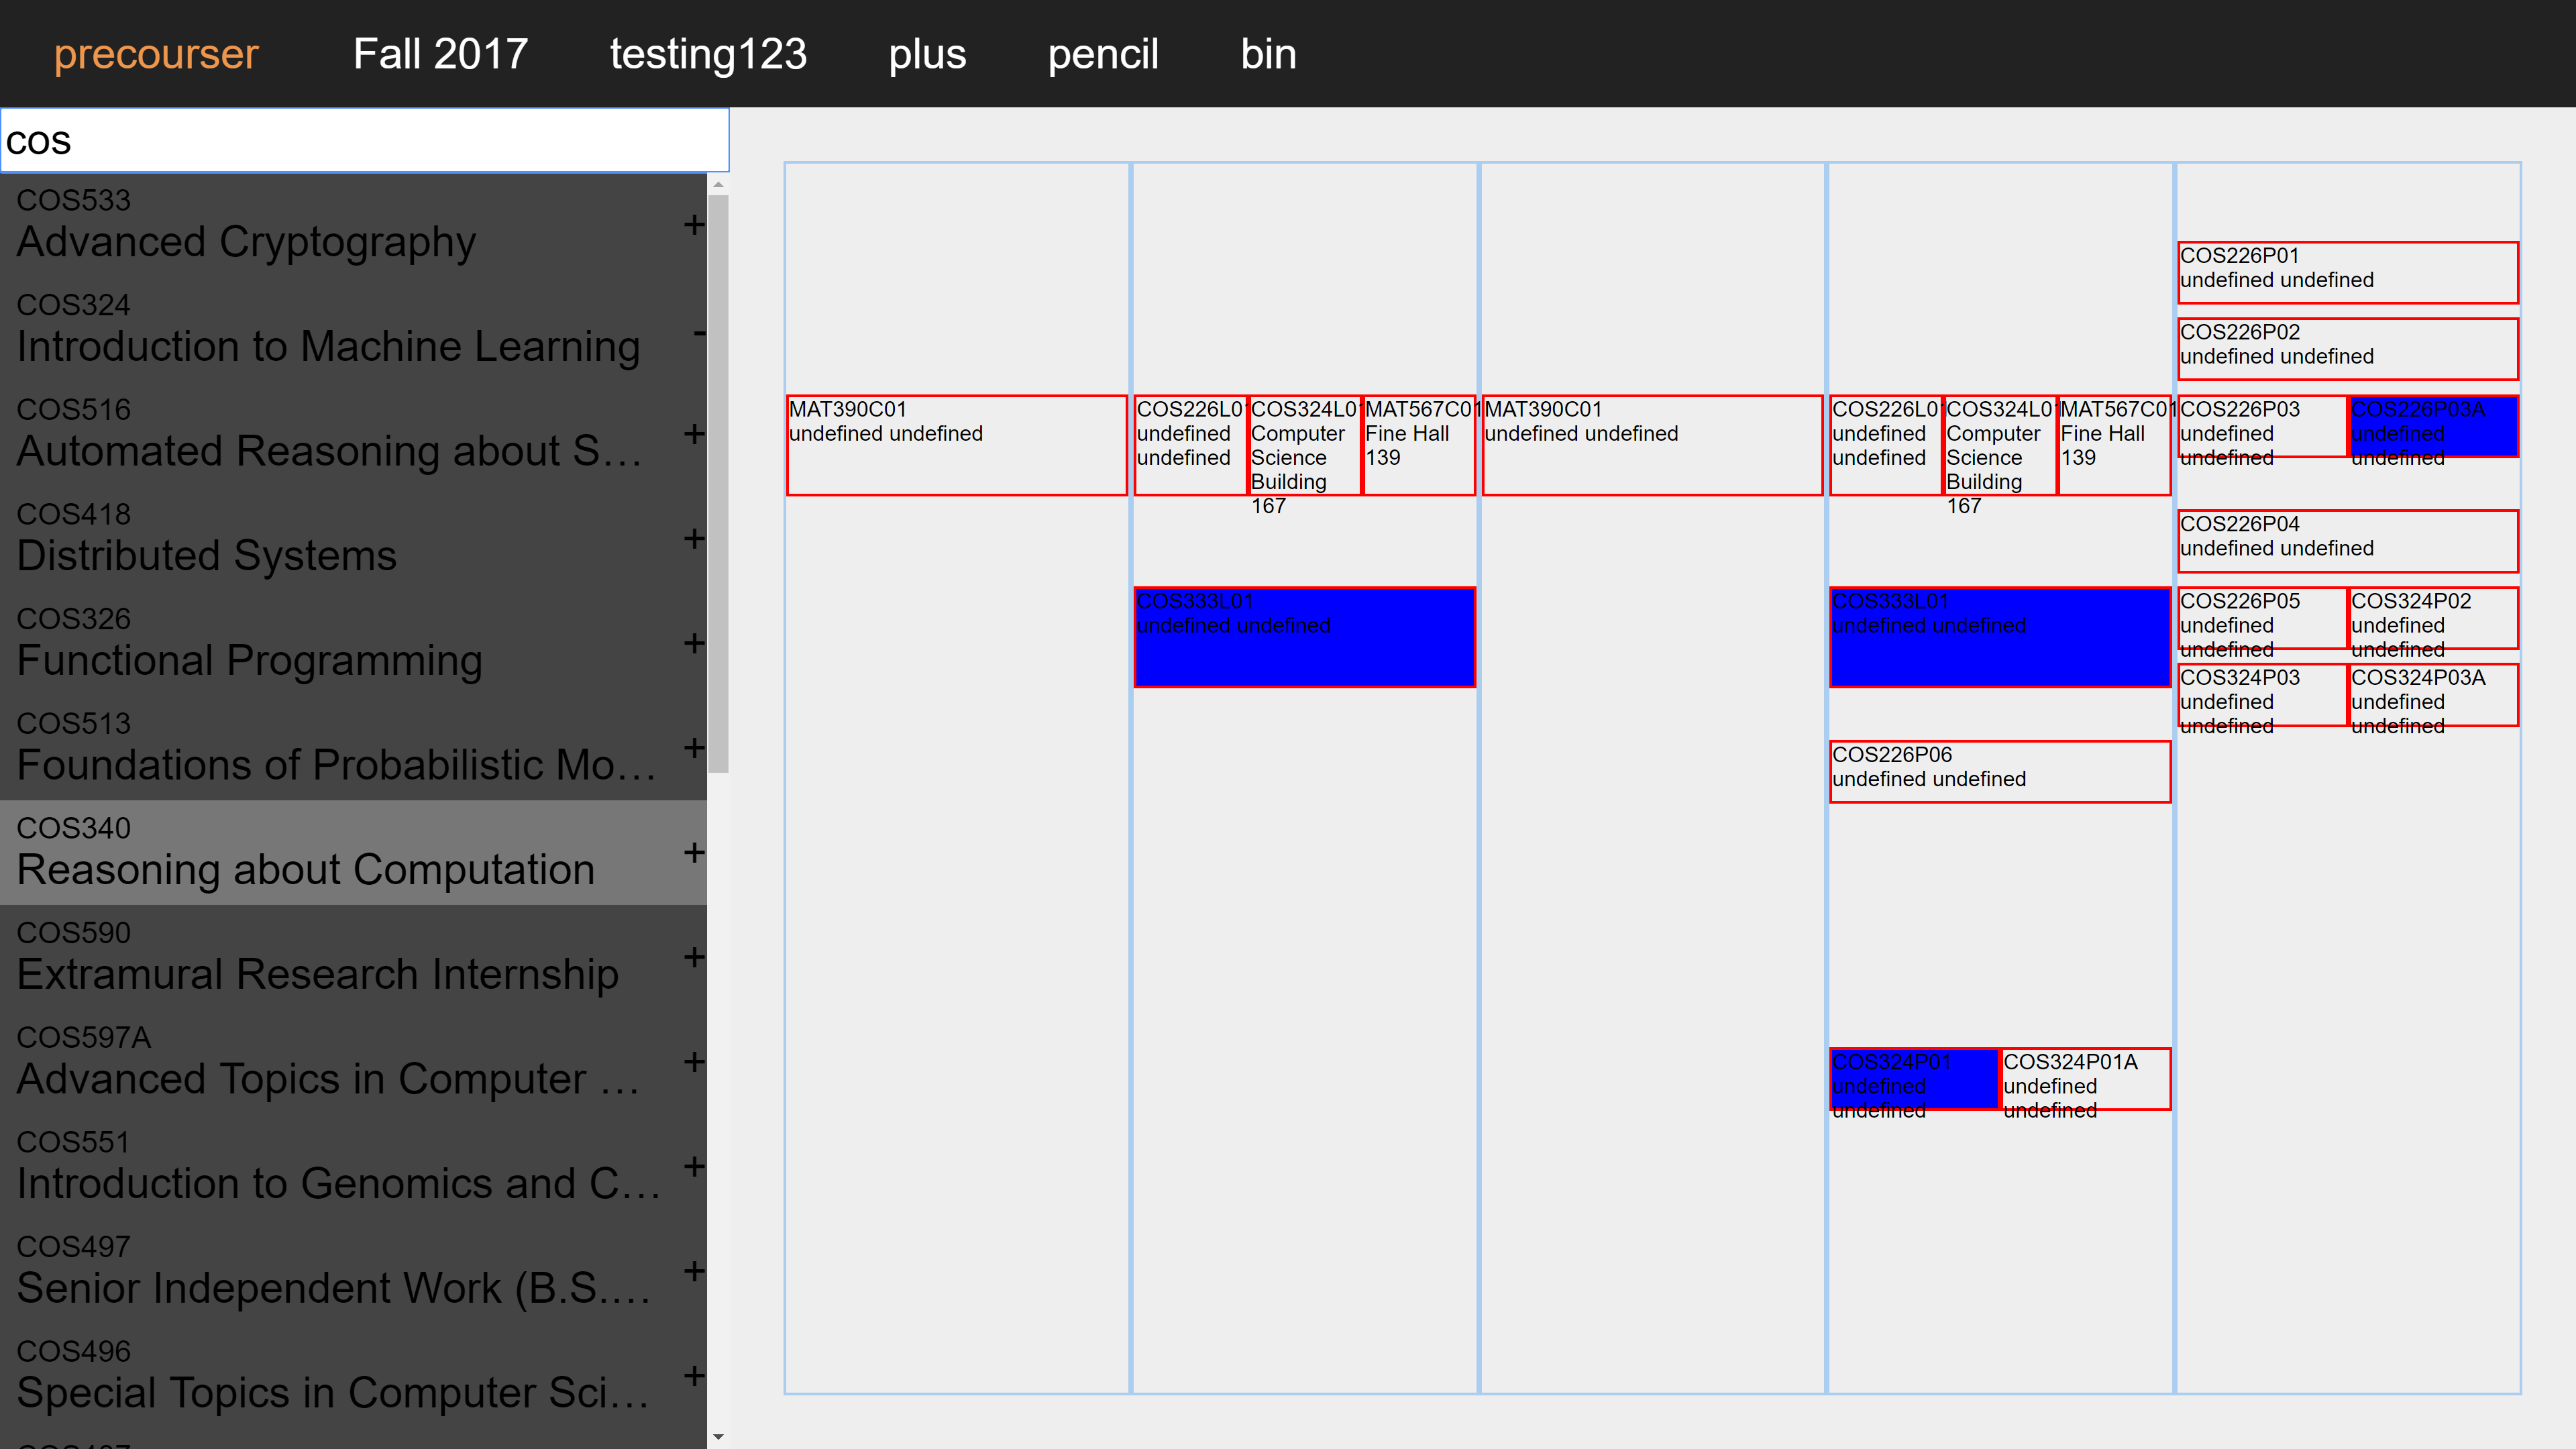 precourser Fall 2017 testing123 plus pencil bin
cos
COS533
Advanced Cryptography
+
COS324
Introduction to Machine Learning
-
COS516
Automated Reasoning about S…
+
COS418
Distributed Systems
+
COS326
Functional Programming
+
COS513
Foundations of Probabilistic Mo…
+
COS340
Reasoning about Computation
+
COS590
Extramural Research Internship
+
COS597A
Advanced Topics in Computer …
+
COS551
Introduction to Genomics and C…
+
COS497
Senior Independent Work (B.S.…
+
COS496
Special Topics in Computer Sci…
+
MAT390C01
undefined undefined
COS226L01
undefined
undefined
COS324L01
Computer
Science
Building
167
MAT567C01
Fine Hall
139
COS333L01
undefined undefined
MAT390C01
undefined undefined
COS226L01
undefined
undefined
COS324L01
Computer
Science
Building
167
MAT567C01
Fine Hall
139
COS333L01
undefined undefined
COS226P06
undefined undefined
COS324P01
undefined
undefined
COS324P01A
undefined
undefined
COS226P01
undefined undefined
COS226P02
undefined undefined
COS226P03
undefined
undefined
COS226P03A
undefined
undefined
COS226P04
undefined undefined
COS226P05
undefined
undefined
COS324P02
undefined
undefined
COS324P03
undefined
undefined
COS324P03A
undefined
undefined